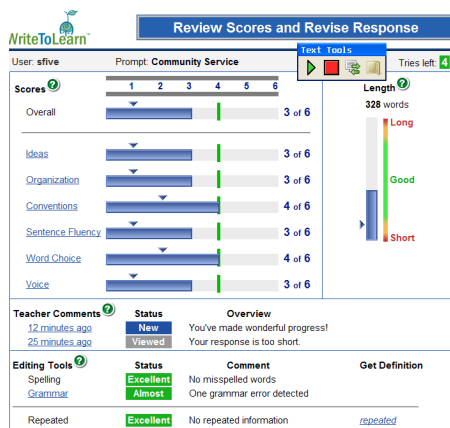 WriteToLearn™
Review Scores and Revise Response
Text Tools
User: sfive Prompt: Community Service Tries left: 4
Scores ? 1 2 3 4 5 6 Length ?
328 words
Overall 3 of 6 Long
Ideas 3 of 6
Organization 3 of 6 Good
Conventions 4 of 6
Sentence Fluency 3 of 6 Short
Word Choice 4 of 6
Voice 3 of 6
Teacher Comments ? Status Overview
12 minutes ago New You've made wonderful progress!
25 minutes ago Viewed Your response is too short.
Editing Tools ? Status Comment Get Definition
Spelling Excellent No misspelled words
Grammar Almost One grammar error detected
Repeated Excellent No repeated information repeated